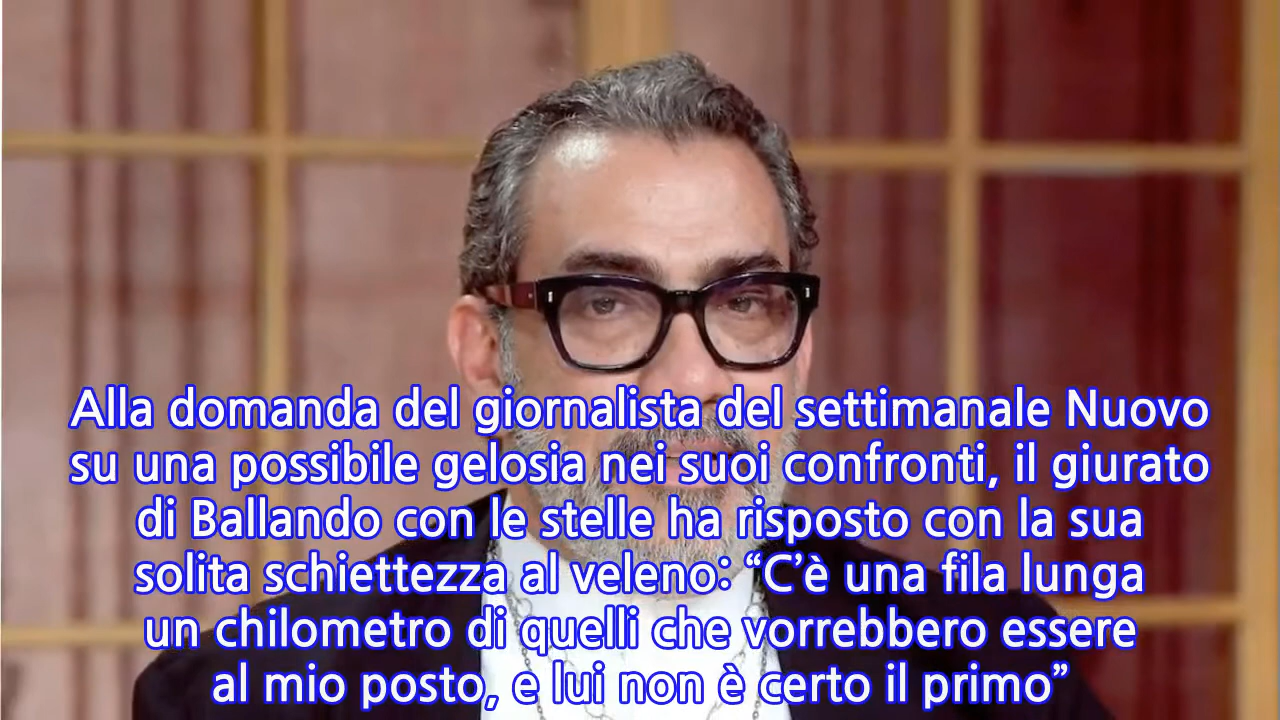 Alla domanda del giornalista del settimanale Nuovo
su una possibile gelosia nei suoi confronti, il giurato
di Ballando con le stelle ha risposto con la sua
solita schiettezza al veleno: “C’è una fila lunga
un chilometro di quelli che vorrebbero essere
al mio posto, e lui non è certo il primo”